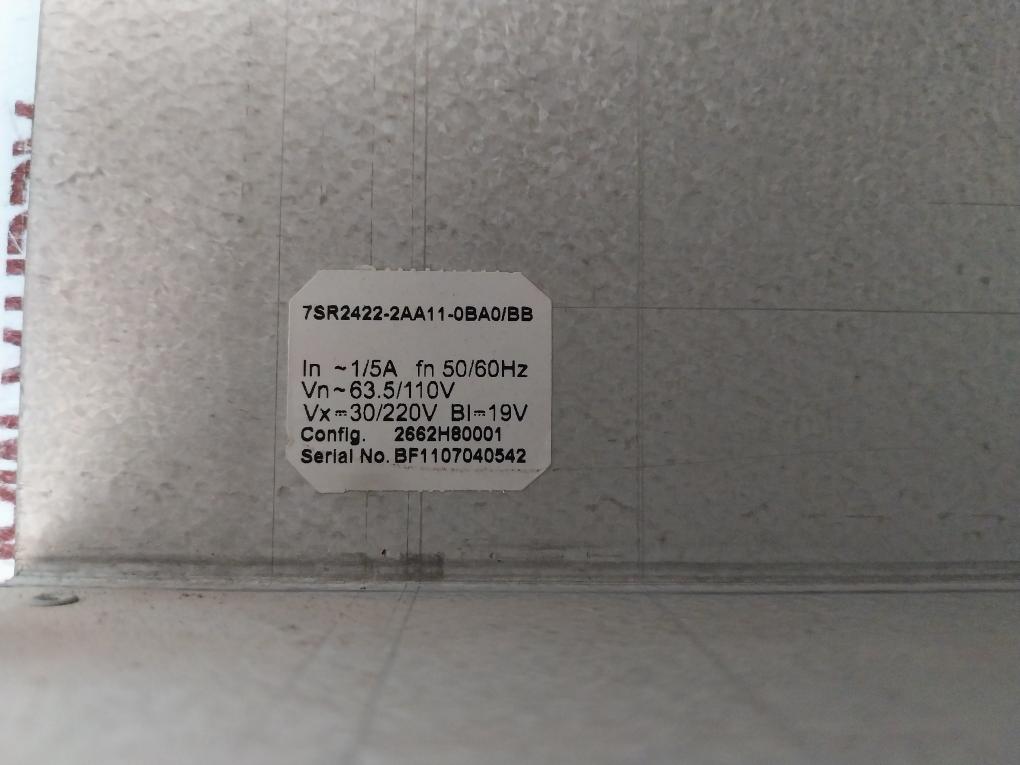 7SR2422-2AA11-0BA0/BB
In ~1/5A fn 50/60Hz
Vn~63.5/110V
Vx⎓30/220V BI⎓19V
Config. 2662H80001
Serial No. BF1107040542